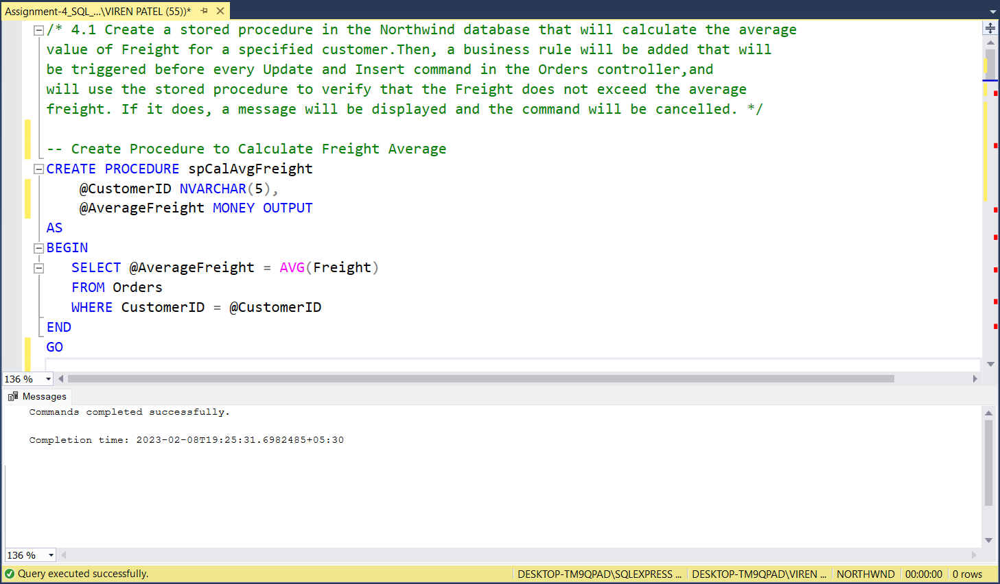 Assignment-4_SQL_...\VIREN PATEL (55))*
/* 4.1 Create a stored procedure in the Northwind database that will calculate the average
value of Freight for a specified customer.Then, a business rule will be added that will
be triggered before every Update and Insert command in the Orders controller,and
will use the stored procedure to verify that the Freight does not exceed the average
freight. If it does, a message will be displayed and the command will be cancelled. */
-- Create Procedure to Calculate Freight Average
CREATE PROCEDURE spCalAvgFreight
@CustomerID NVARCHAR(5),
@AverageFreight MONEY OUTPUT
AS
BEGIN
SELECT @AverageFreight = AVG(Freight)
FROM Orders
WHERE CustomerID = @CustomerID
END
GO
136 %
Messages
Commands completed successfully.
Completion time: 2023-02-08T19:25:31.6982485+05:30
136 %
Query executed successfully. DESKTOP-TM9QPAD\SQLEXPRESS ... DESKTOP-TM9QPAD\VIREN ... NORTHWND 00:00:00 0 rows